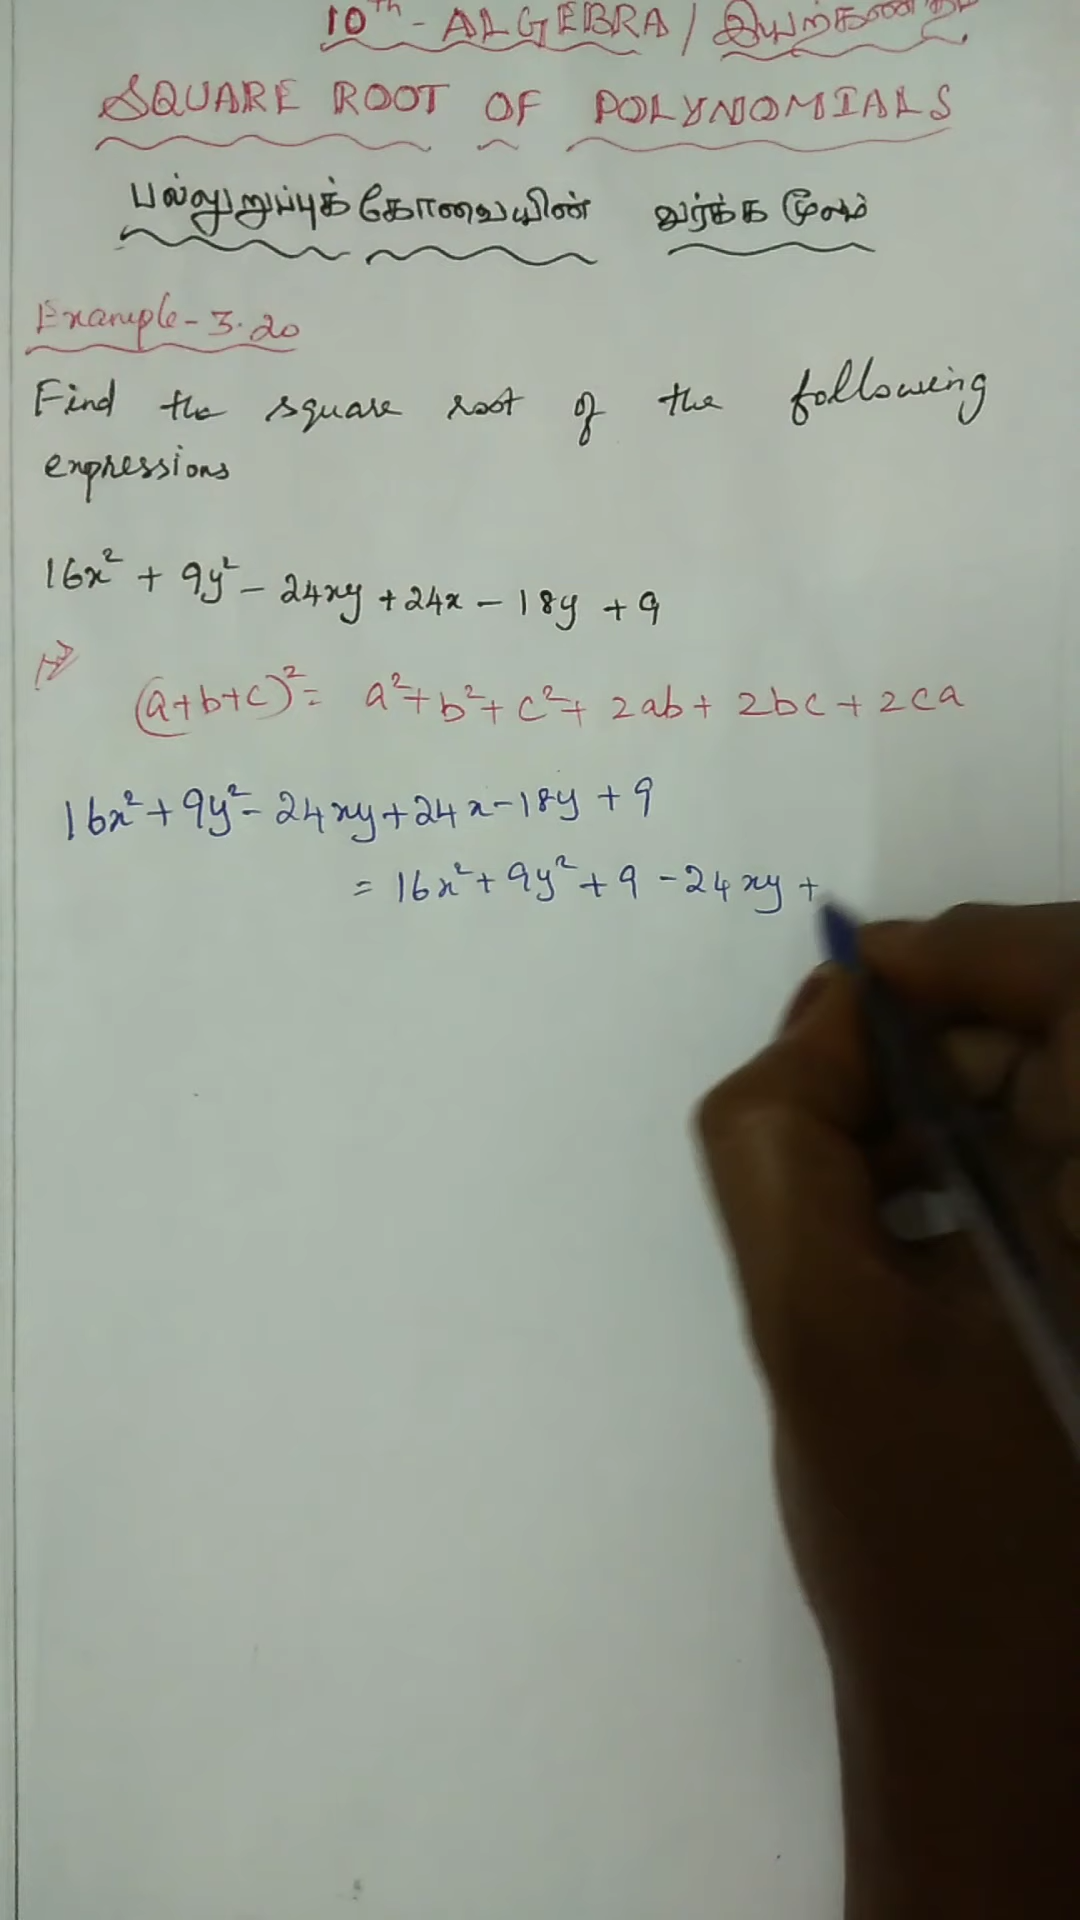 10ᵗʰ - ALGEBRA / இயற்கணிதம்
SQUARE ROOT OF POLYNOMIALS
பல்லுறுப்புக்கோவையின் வர்க்க மூலம்
Example - 3.20
Find the square root of the following
expressions
16x² + 9y² - 24xy + 24x - 18y + 9
(a+b+c)² = a² + b² + c² + 2ab + 2bc + 2ca
16x² + 9y² - 24xy + 24x - 18y + 9
= 16x² + 9y² + 9 - 24xy +